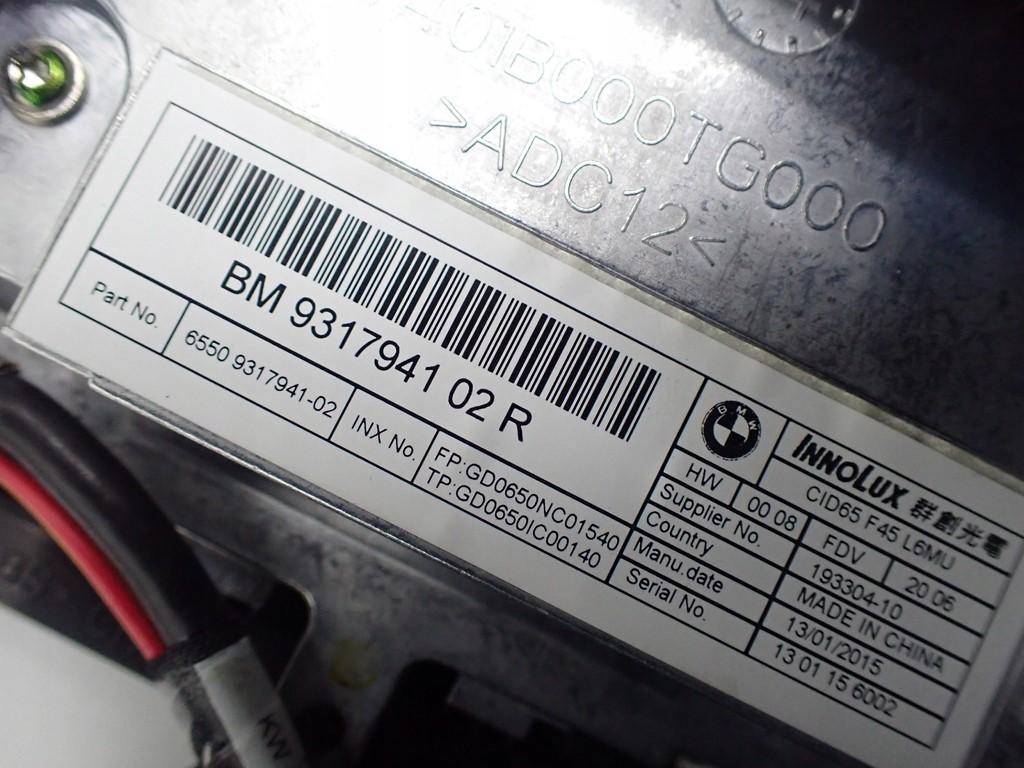 401B000TG000
>ADC12<
BM 9317941 02 R
Part No.
6550 9317941-02
INX No.
FP:GD0650NC01540
TP:GD0650IC00140
BMW
INNOLUX 群創光電
CID65 F45 L6MU
HW
00 08
FDV
20 06
Supplier No.
193304-10
Country
MADE IN CHINA
Manu.date
13/01/2015
Serial No.
13 01 15 6002
KW